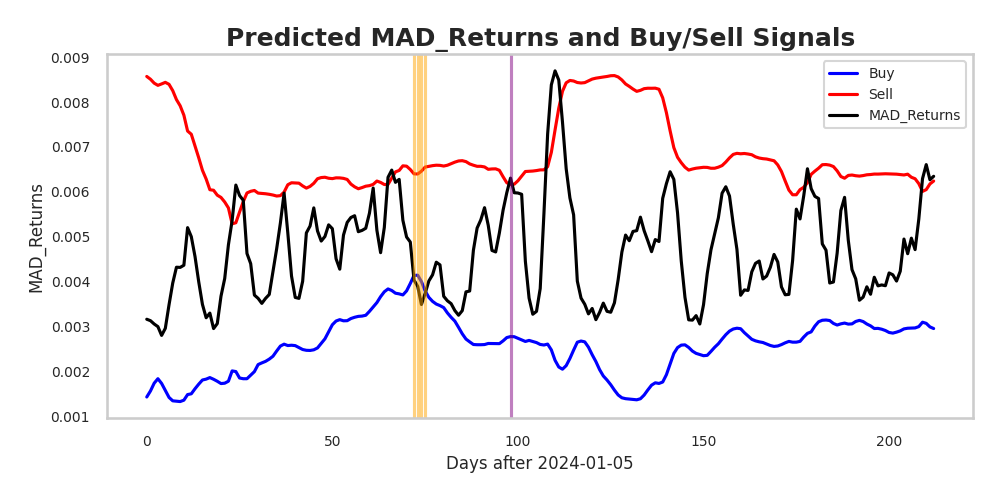 Predicted MAD_Returns and Buy/Sell Signals
0.009
0.008
0.007
0.006
0.005
0.004
0.003
0.002
0.001
MAD_Returns
Buy
Sell
MAD_Returns
0 50 100 150 200
Days after 2024-01-05